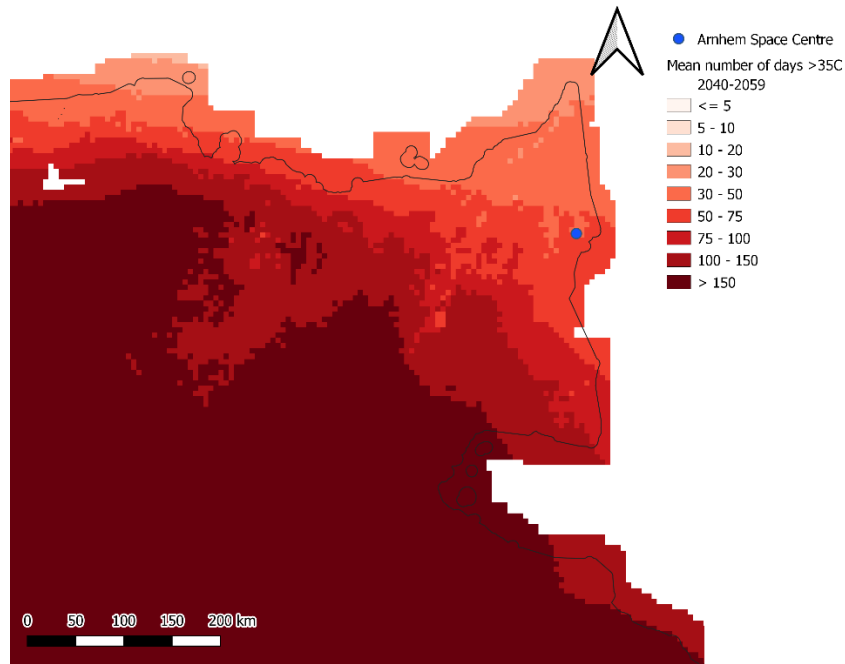 Arnhem Space Centre
Mean number of days >35C
2040-2059
<= 5
5 - 10
10 - 20
20 - 30
30 - 50
50 - 75
75 - 100
100 - 150
> 150
0 50 100 150 200 km